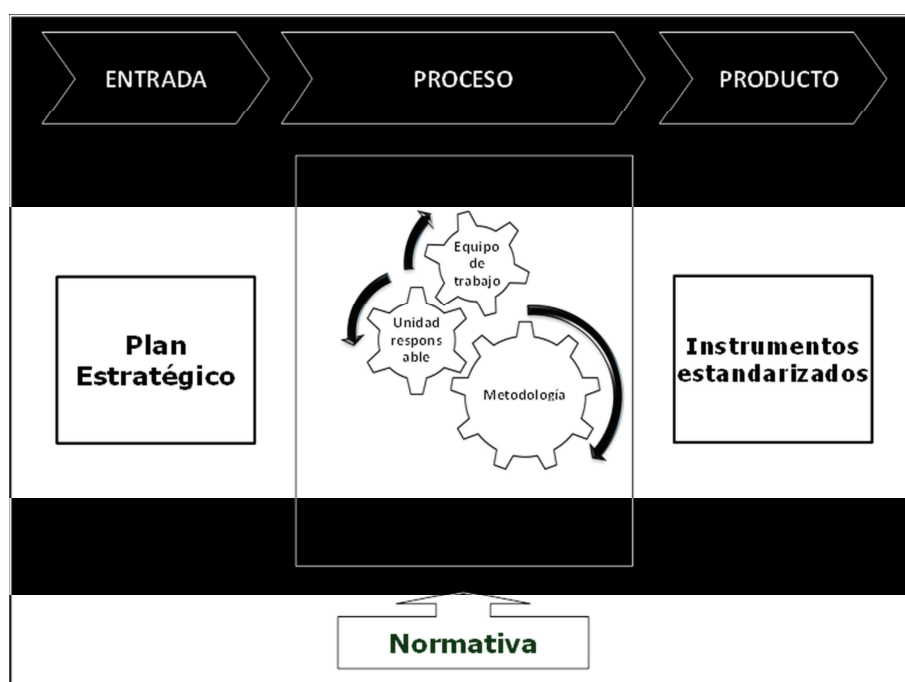 ENTRADA
PROCESO
PRODUCTO
Equipo
de
trabajo
Unidad
respons
able
Metodología
Plan
Estratégico
Instrumentos
estandarizados
Normativa